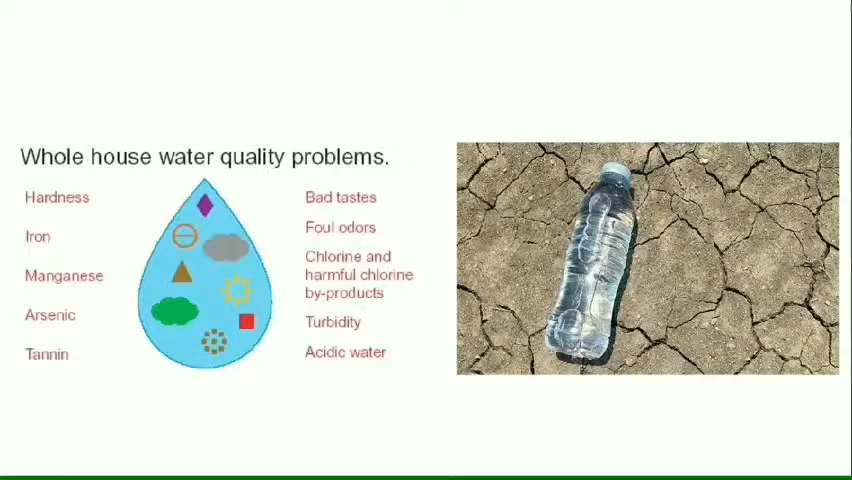 Whole house water quality problems.
Hardness
Iron
Manganese
Arsenic
Tannin
Bad tastes
Foul odors
Chlorine and
harmful chlorine
by-products
Turbidity
Acidic water